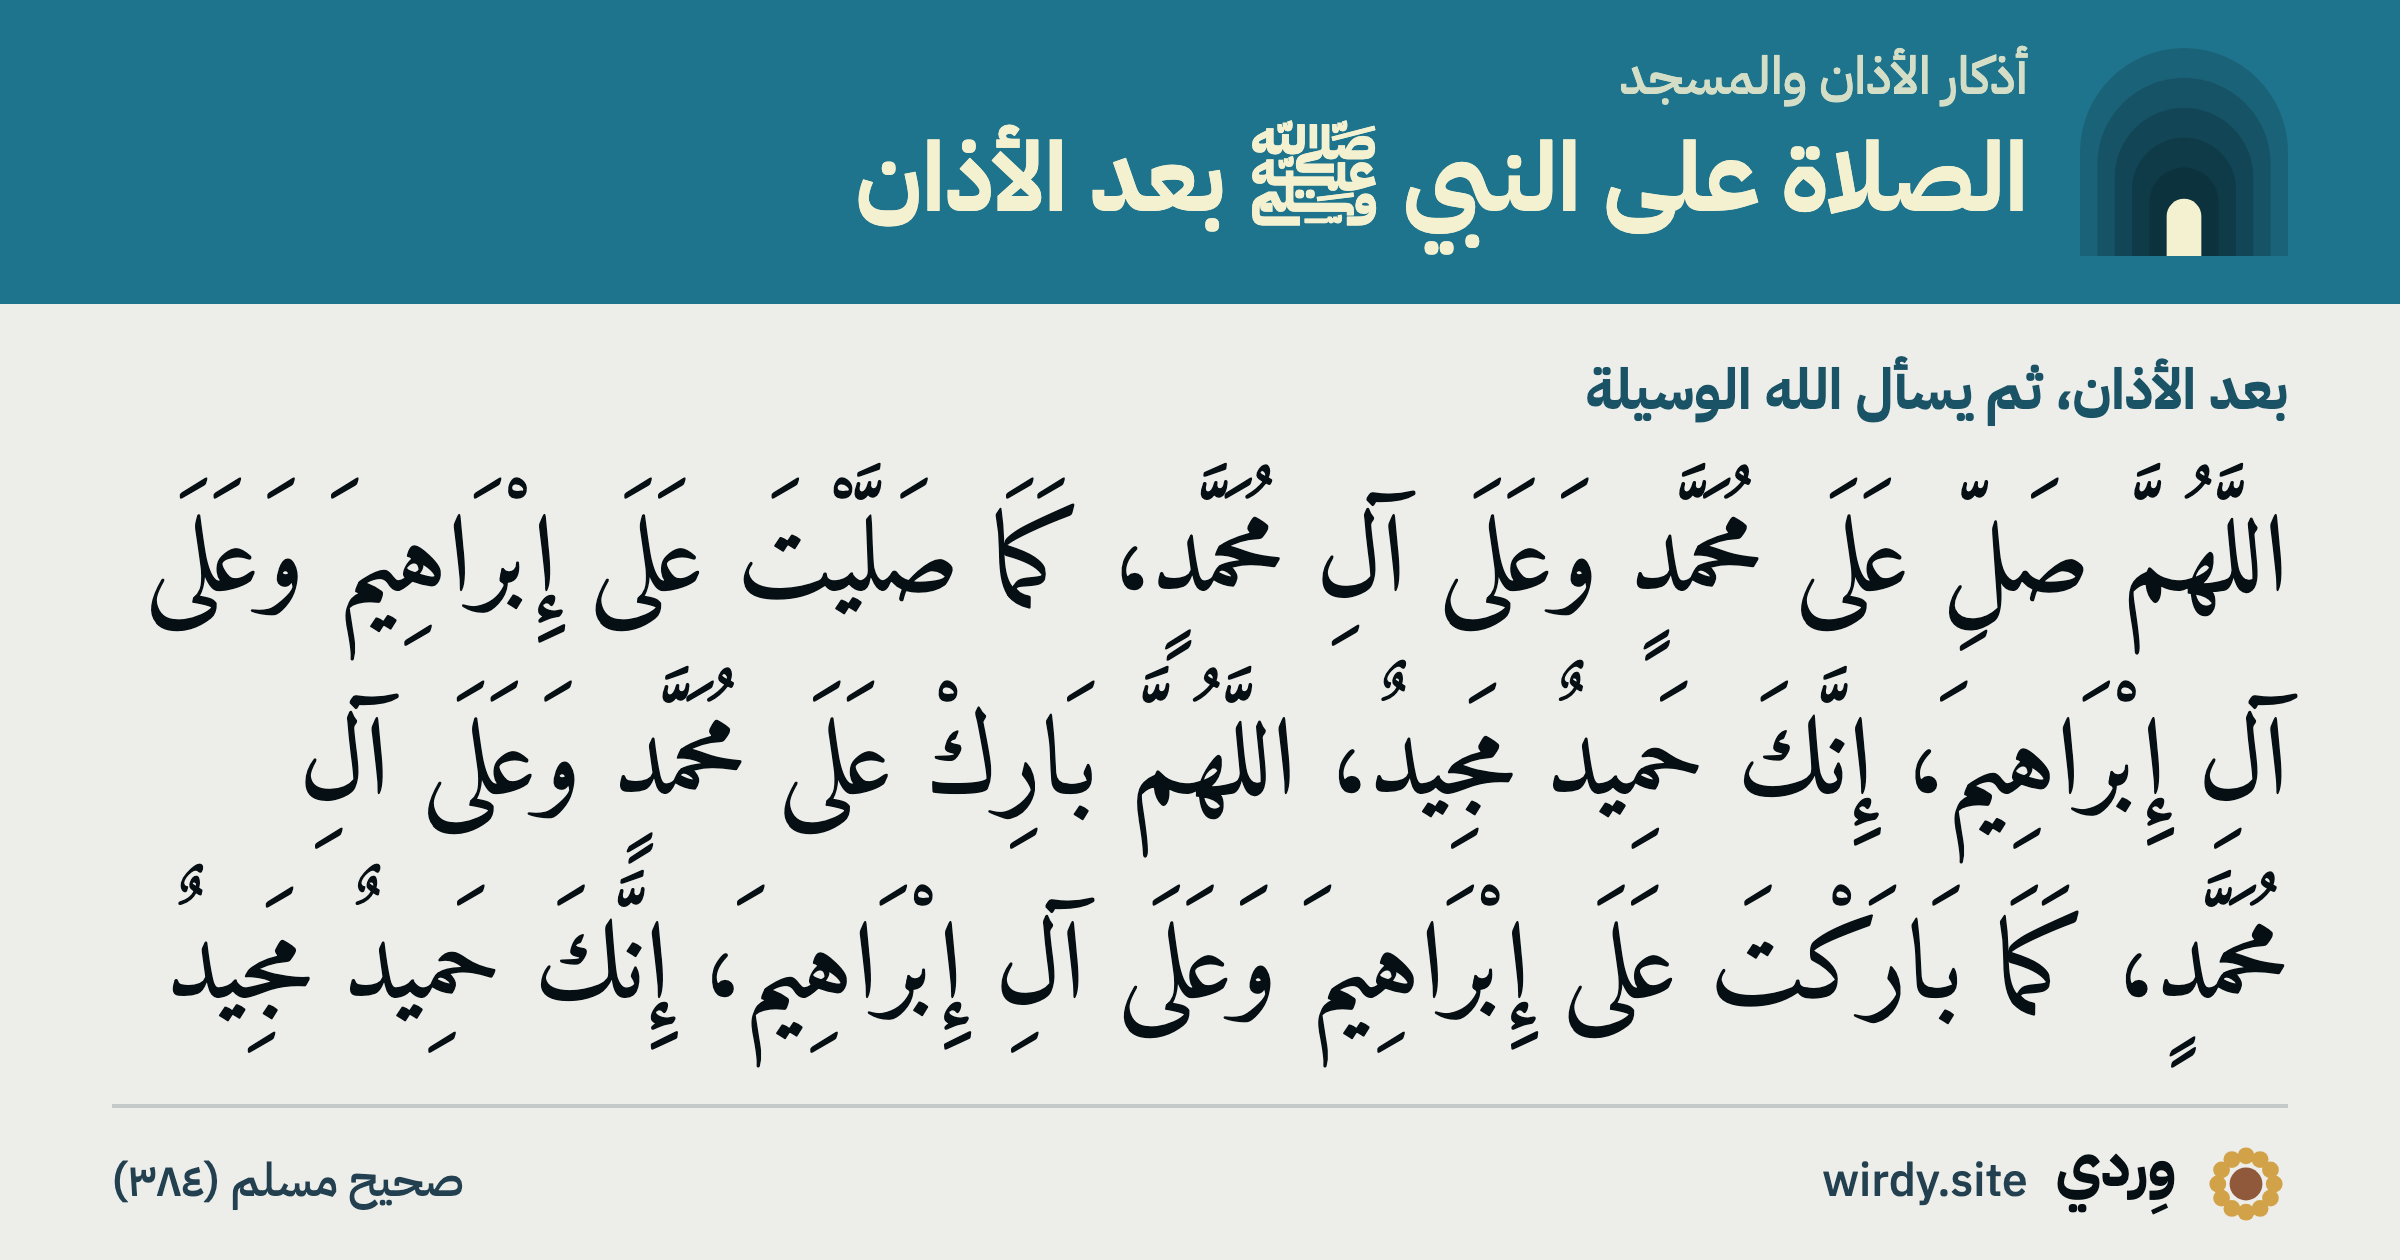 أذكار الأذان والمسجد
الصلاة على النبي ﷺ بعد الأذان
بعد الأذان، ثم يسأل الله الوسيلة
اللَّهُمَّ صَلِّ عَلَى مُحَمَّدٍ وَعَلَى آلِ مُحَمَّدٍ، كَمَا صَلَّيْتَ عَلَى إِبْرَاهِيمَ وَعَلَى
آلِ إِبْرَاهِيمَ، إِنَّكَ حَمِيدٌ مَجِيدٌ، اللَّهُمَّ بَارِكْ عَلَى مُحَمَّدٍ وَعَلَى آلِ
مُحَمَّدٍ، كَمَا بَارَكْتَ عَلَى إِبْرَاهِيمَ وَعَلَى آلِ إِبْرَاهِيمَ، إِنَّكَ حَمِيدٌ مَجِيدٌ
وِردي wirdy.site
صحيح مسلم (٣٨٤)